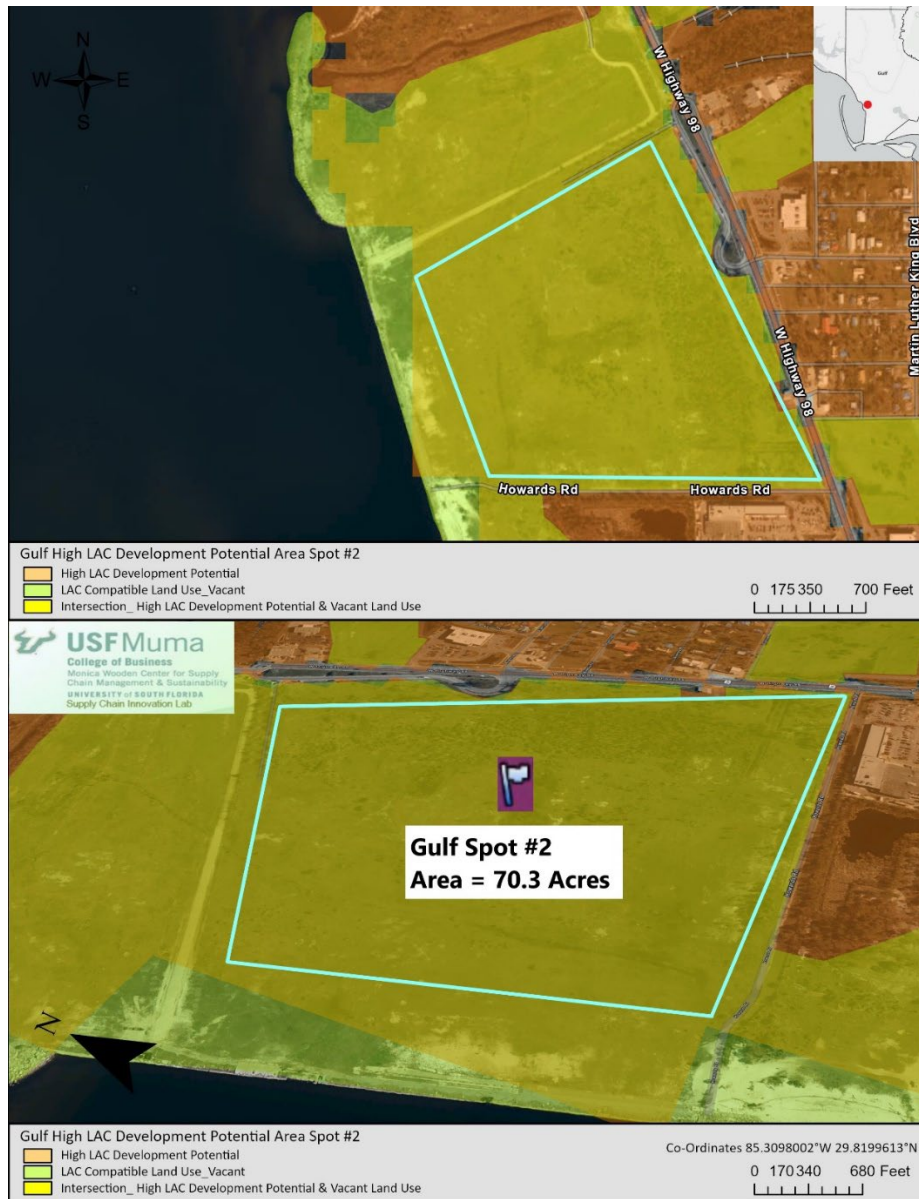 N
W E
S
W Highway 98
Gulf
Martin Luther King Blvd
W Highway 98
Howards Rd Howards Rd
Gulf High LAC Development Potential Area Spot #2
High LAC Development Potential
LAC Compatible Land Use_Vacant
Intersection_ High LAC Development Potential & Vacant Land Use
0 175 350 700 Feet
USF Muma
College of Business
Monica Wooden Center for Supply
Chain Management & Sustainability
UNIVERSITY of SOUTH FLORIDA
Supply Chain Innovation Lab
Gulf Spot #2
Area = 70.3 Acres
N
Gulf High LAC Development Potential Area Spot #2
High LAC Development Potential
LAC Compatible Land Use_Vacant
Intersection_ High LAC Development Potential & Vacant Land Use
Co-Ordinates 85.3098002°W 29.8199613°N
0 170 340 680 Feet